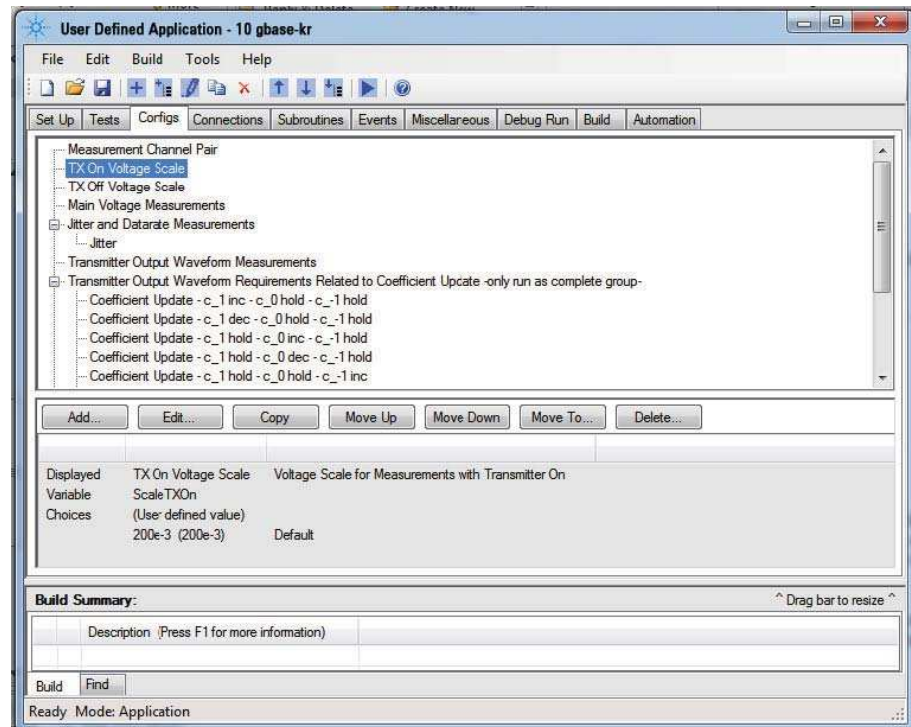 User Defined Application - 10 gbase-kr
File Edit Build Tools Help
Set Up Tests Configs Connections Subroutines Events Miscellaneous Debug Run Build Automation
Measurement Channel Pair
TX On Voltage Scale
TX Off Voltage Scale
Main Voltage Measurements
Jitter and Datarate Measurements
Jitter
Transmitter Output Waveform Measurements
Transmitter Output Waveform Requirements Related to Coefficient Upcate -only run as complete group-
Coefficient Update - c_1 inc - c_0 hold - c_-1 hold
Coefficient Update - c_1 dec - c_0 hold - c_-1 hold
Coefficient Update - c_1 hold - c_0 inc - c_-1 hold
Coefficient Update - c_1 hold - c_0 dec - c_-1 hold
Coefficient Update - c_1 hold - c_0 hold - c_-1 inc
Add... Edit... Copy Move Up Move Down Move To... Delete...
Displayed TX On Voltage Scale Voltage Scale for Measurements with Transmitter On
Variable ScaleTXOn
Choices (User defined value)
200e-3 (200e-3) Default
Build Summary: ^ Drag bar to resize ^
Description (Press F1 for more information)
Build Find
Ready Mode: Application